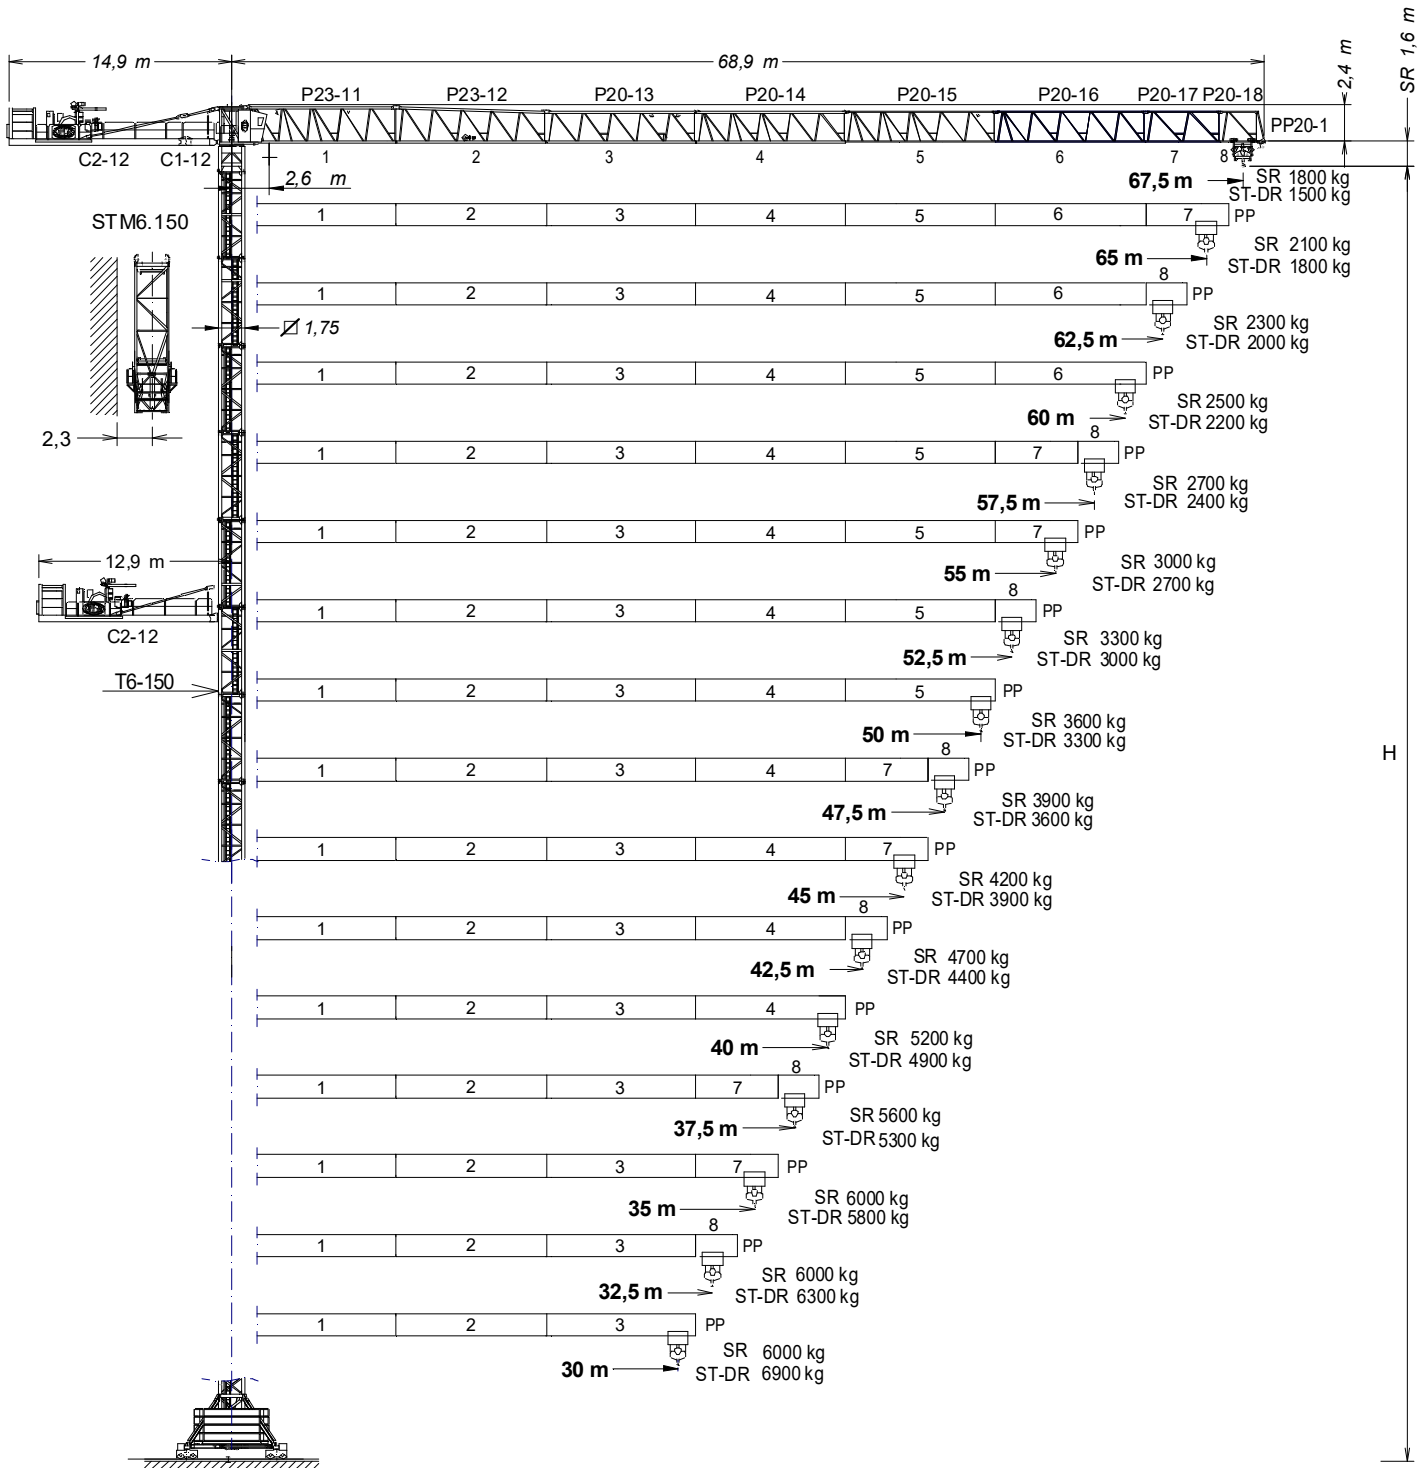 14,9 m
68,9 m
2,4 m
SR 1,6 m
P23-11 P23-12 P20-13 P20-14 P20-15 P20-16 P20-17 P20-18
PP20-1
C2-12 C1-12
1 2 3 4 5 6 7 8
2,6 m
67,5 m
SR 1800 kg
ST-DR 1500 kg
STM6.150
1 2 3 4 5 6 7 PP
65 m
SR 2100 kg
ST-DR 1800 kg
8
1 2 3 4 5 6 PP
1,75
62,5 m
SR 2300 kg
ST-DR 2000 kg
1 2 3 4 5 6 PP
60 m
SR 2500 kg
ST-DR 2200 kg
2,3
8
1 2 3 4 5 7 PP
57,5 m
SR 2700 kg
ST-DR 2400 kg
1 2 3 4 5 7 PP
12,9 m
55 m
SR 3000 kg
ST-DR 2700 kg
8
1 2 3 4 5 PP
C2-12
52,5 m
SR 3300 kg
ST-DR 3000 kg
T6-150
1 2 3 4 5 PP
50 m
SR 3600 kg
ST-DR 3300 kg
H
8
1 2 3 4 7 PP
47,5 m
SR 3900 kg
ST-DR 3600 kg
1 2 3 4 7 PP
45 m
SR 4200 kg
ST-DR 3900 kg
8
1 2 3 4 PP
42,5 m
SR 4700 kg
ST-DR 4400 kg
1 2 3 4 PP
40 m
SR 5200 kg
ST-DR 4900 kg
8
1 2 3 7 PP
37,5 m
SR 5600 kg
ST-DR 5300 kg
1 2 3 7 PP
35 m
SR 6000 kg
ST-DR 5800 kg
8
1 2 3 PP
32,5 m
SR 6000 kg
ST-DR 6300 kg
1 2 3 PP
30 m
SR 6000 kg
ST-DR 6900 kg